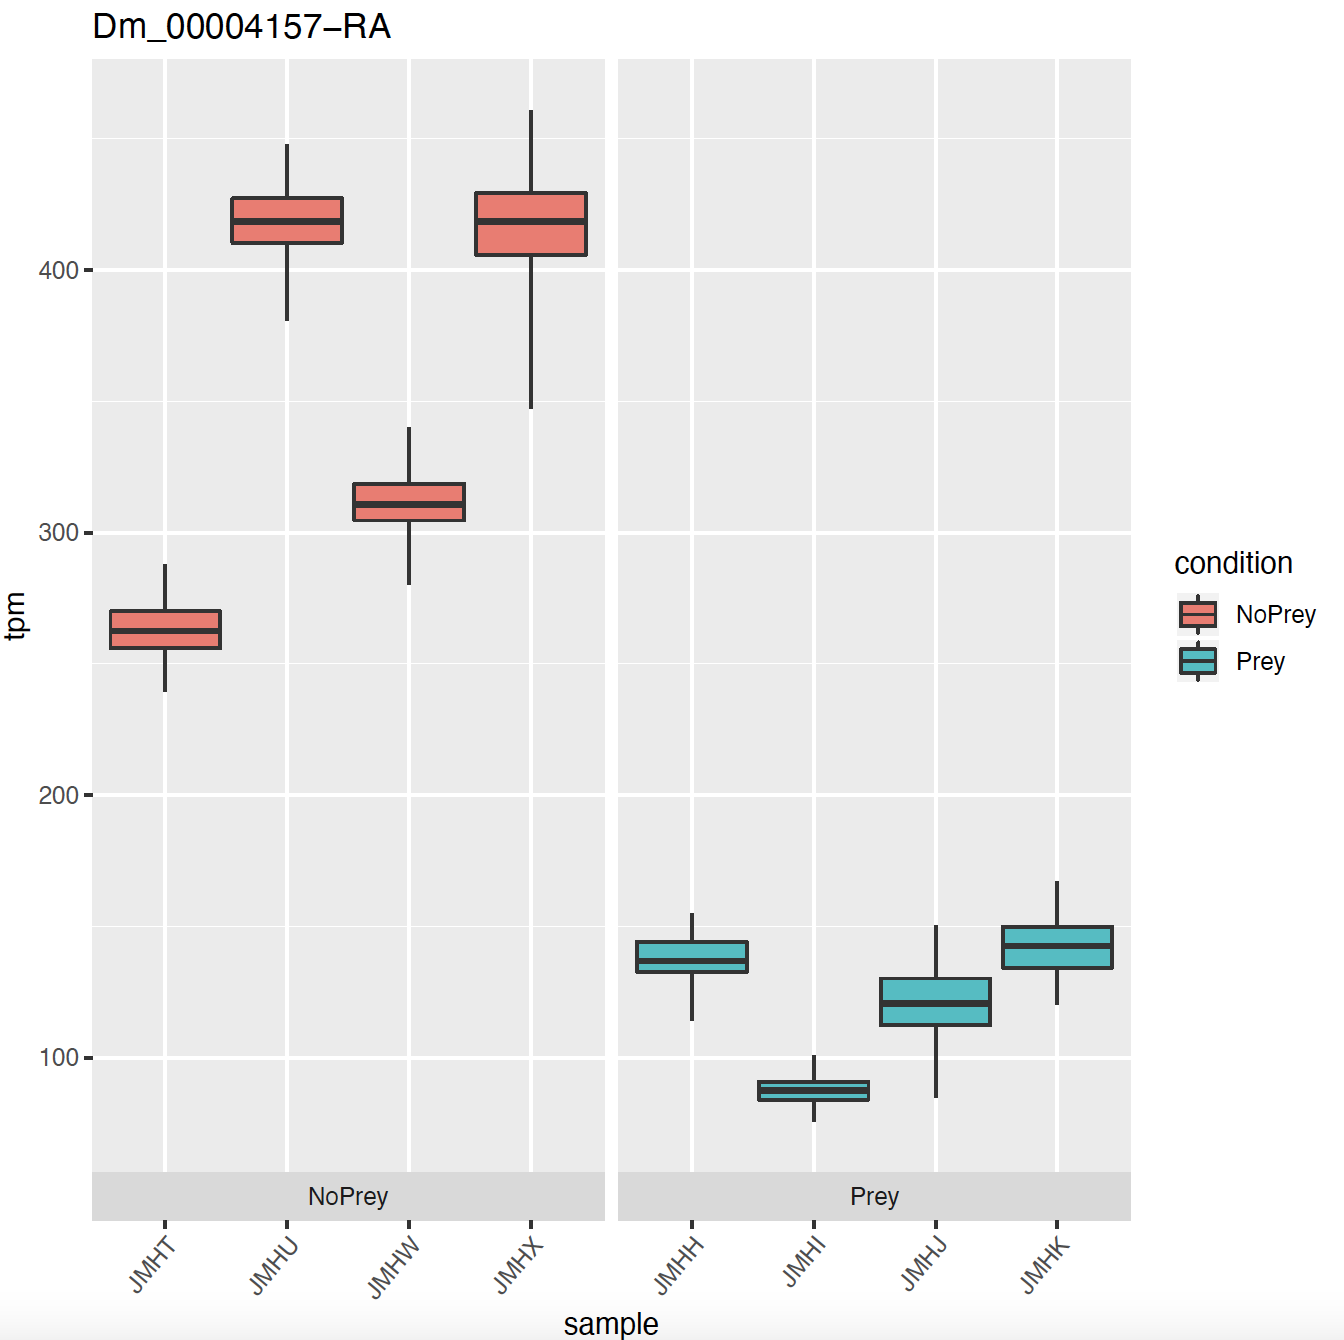 Dm_00004157−RA
tpm
400
300
200
100
NoPrey
Prey
JMHT
JMHU
JMHW
JMHX
JMHH
JMHI
JMHJ
JMHK
sample
condition
NoPrey
Prey